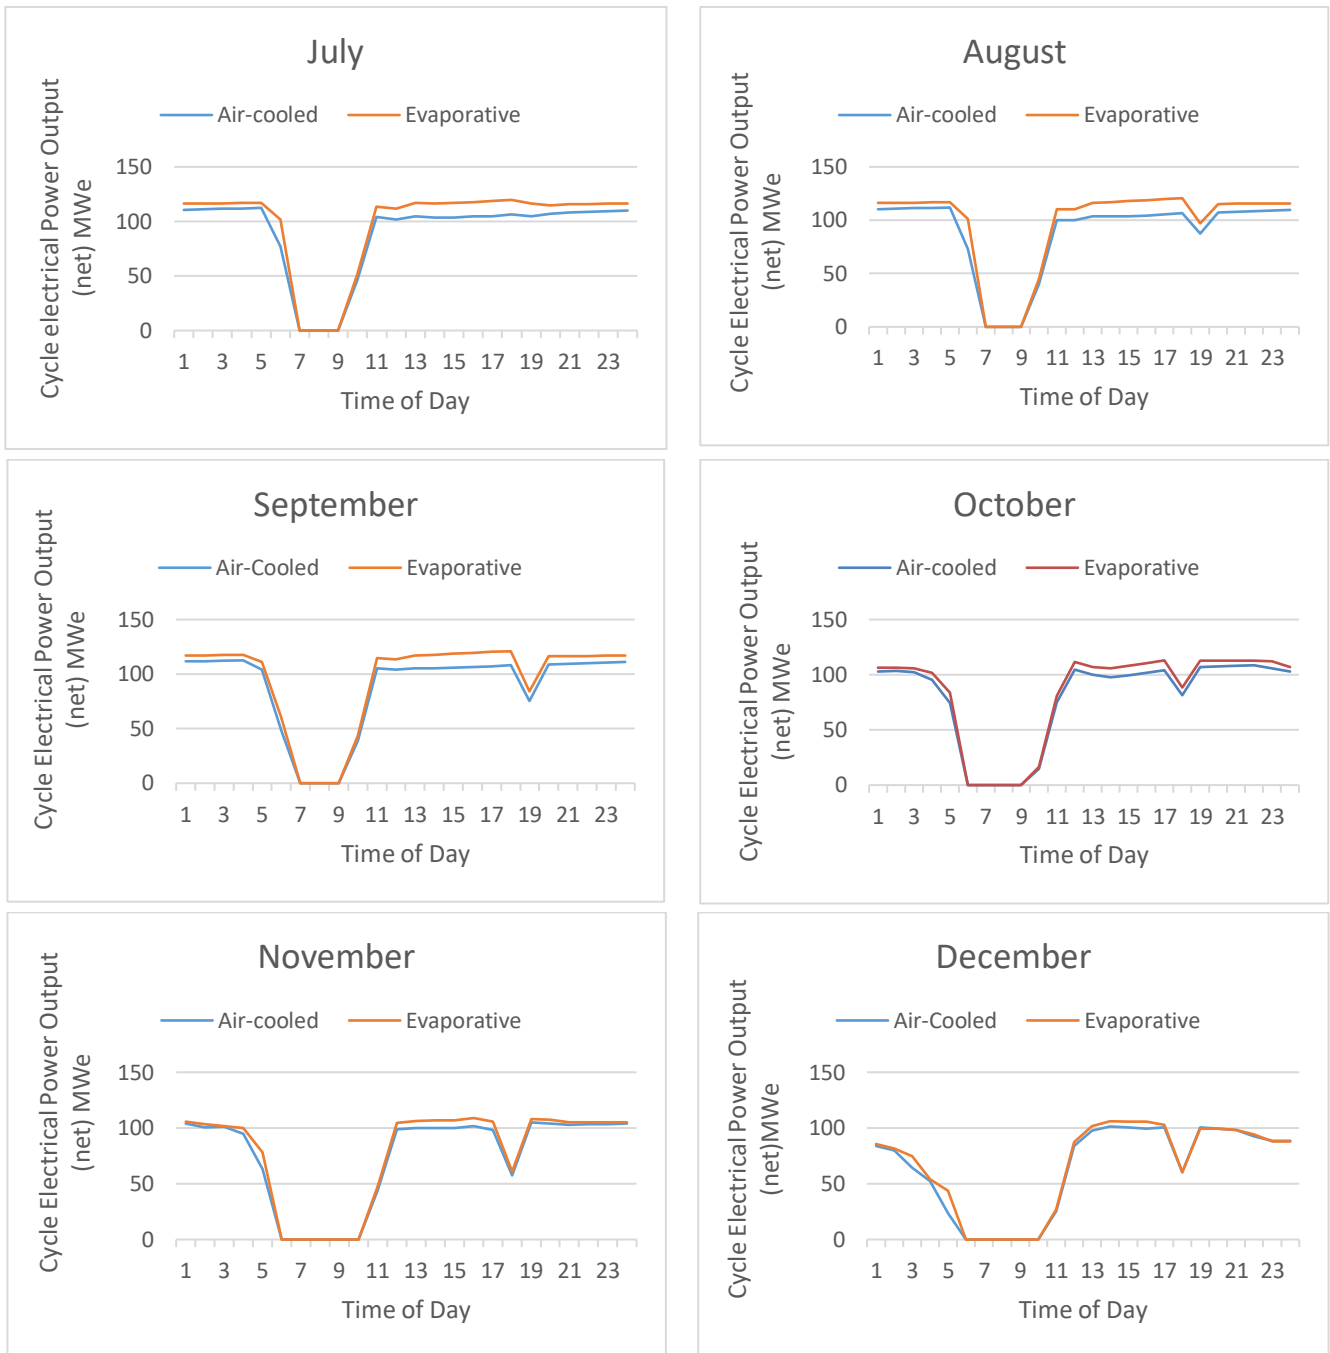 July
Air-cooled Evaporative
Cycle electrical Power Output
(net) MWe
150
100
50
0
1 3 5 7 9 11 13 15 17 19 21 23
Time of Day
August
Air-cooled Evaporative
Cycle Electrical Power Output
(net) MWe
150
100
50
0
1 3 5 7 9 11 13 15 17 19 21 23
Time of Day
September
Air-Cooled Evaporative
Cycle Electrical Power Output
(net) MWe
150
100
50
0
1 3 5 7 9 11 13 15 17 19 21 23
Time of Day
October
Air-cooled Evaporative
Cycle Electrical Power Output
(net) MWe
150
100
50
0
1 3 5 7 9 11 13 15 17 19 21 23
Time of Day
November
Air-cooled Evaporative
Cycle Electrical Power Output
(net) MWe
150
100
50
0
1 3 5 7 9 11 13 15 17 19 21 23
Time of Day
December
Air-Cooled Evaporative
Cycle Electrical Power Output
(net)MWe
150
100
50
0
1 3 5 7 9 11 13 15 17 19 21 23
Time of Day